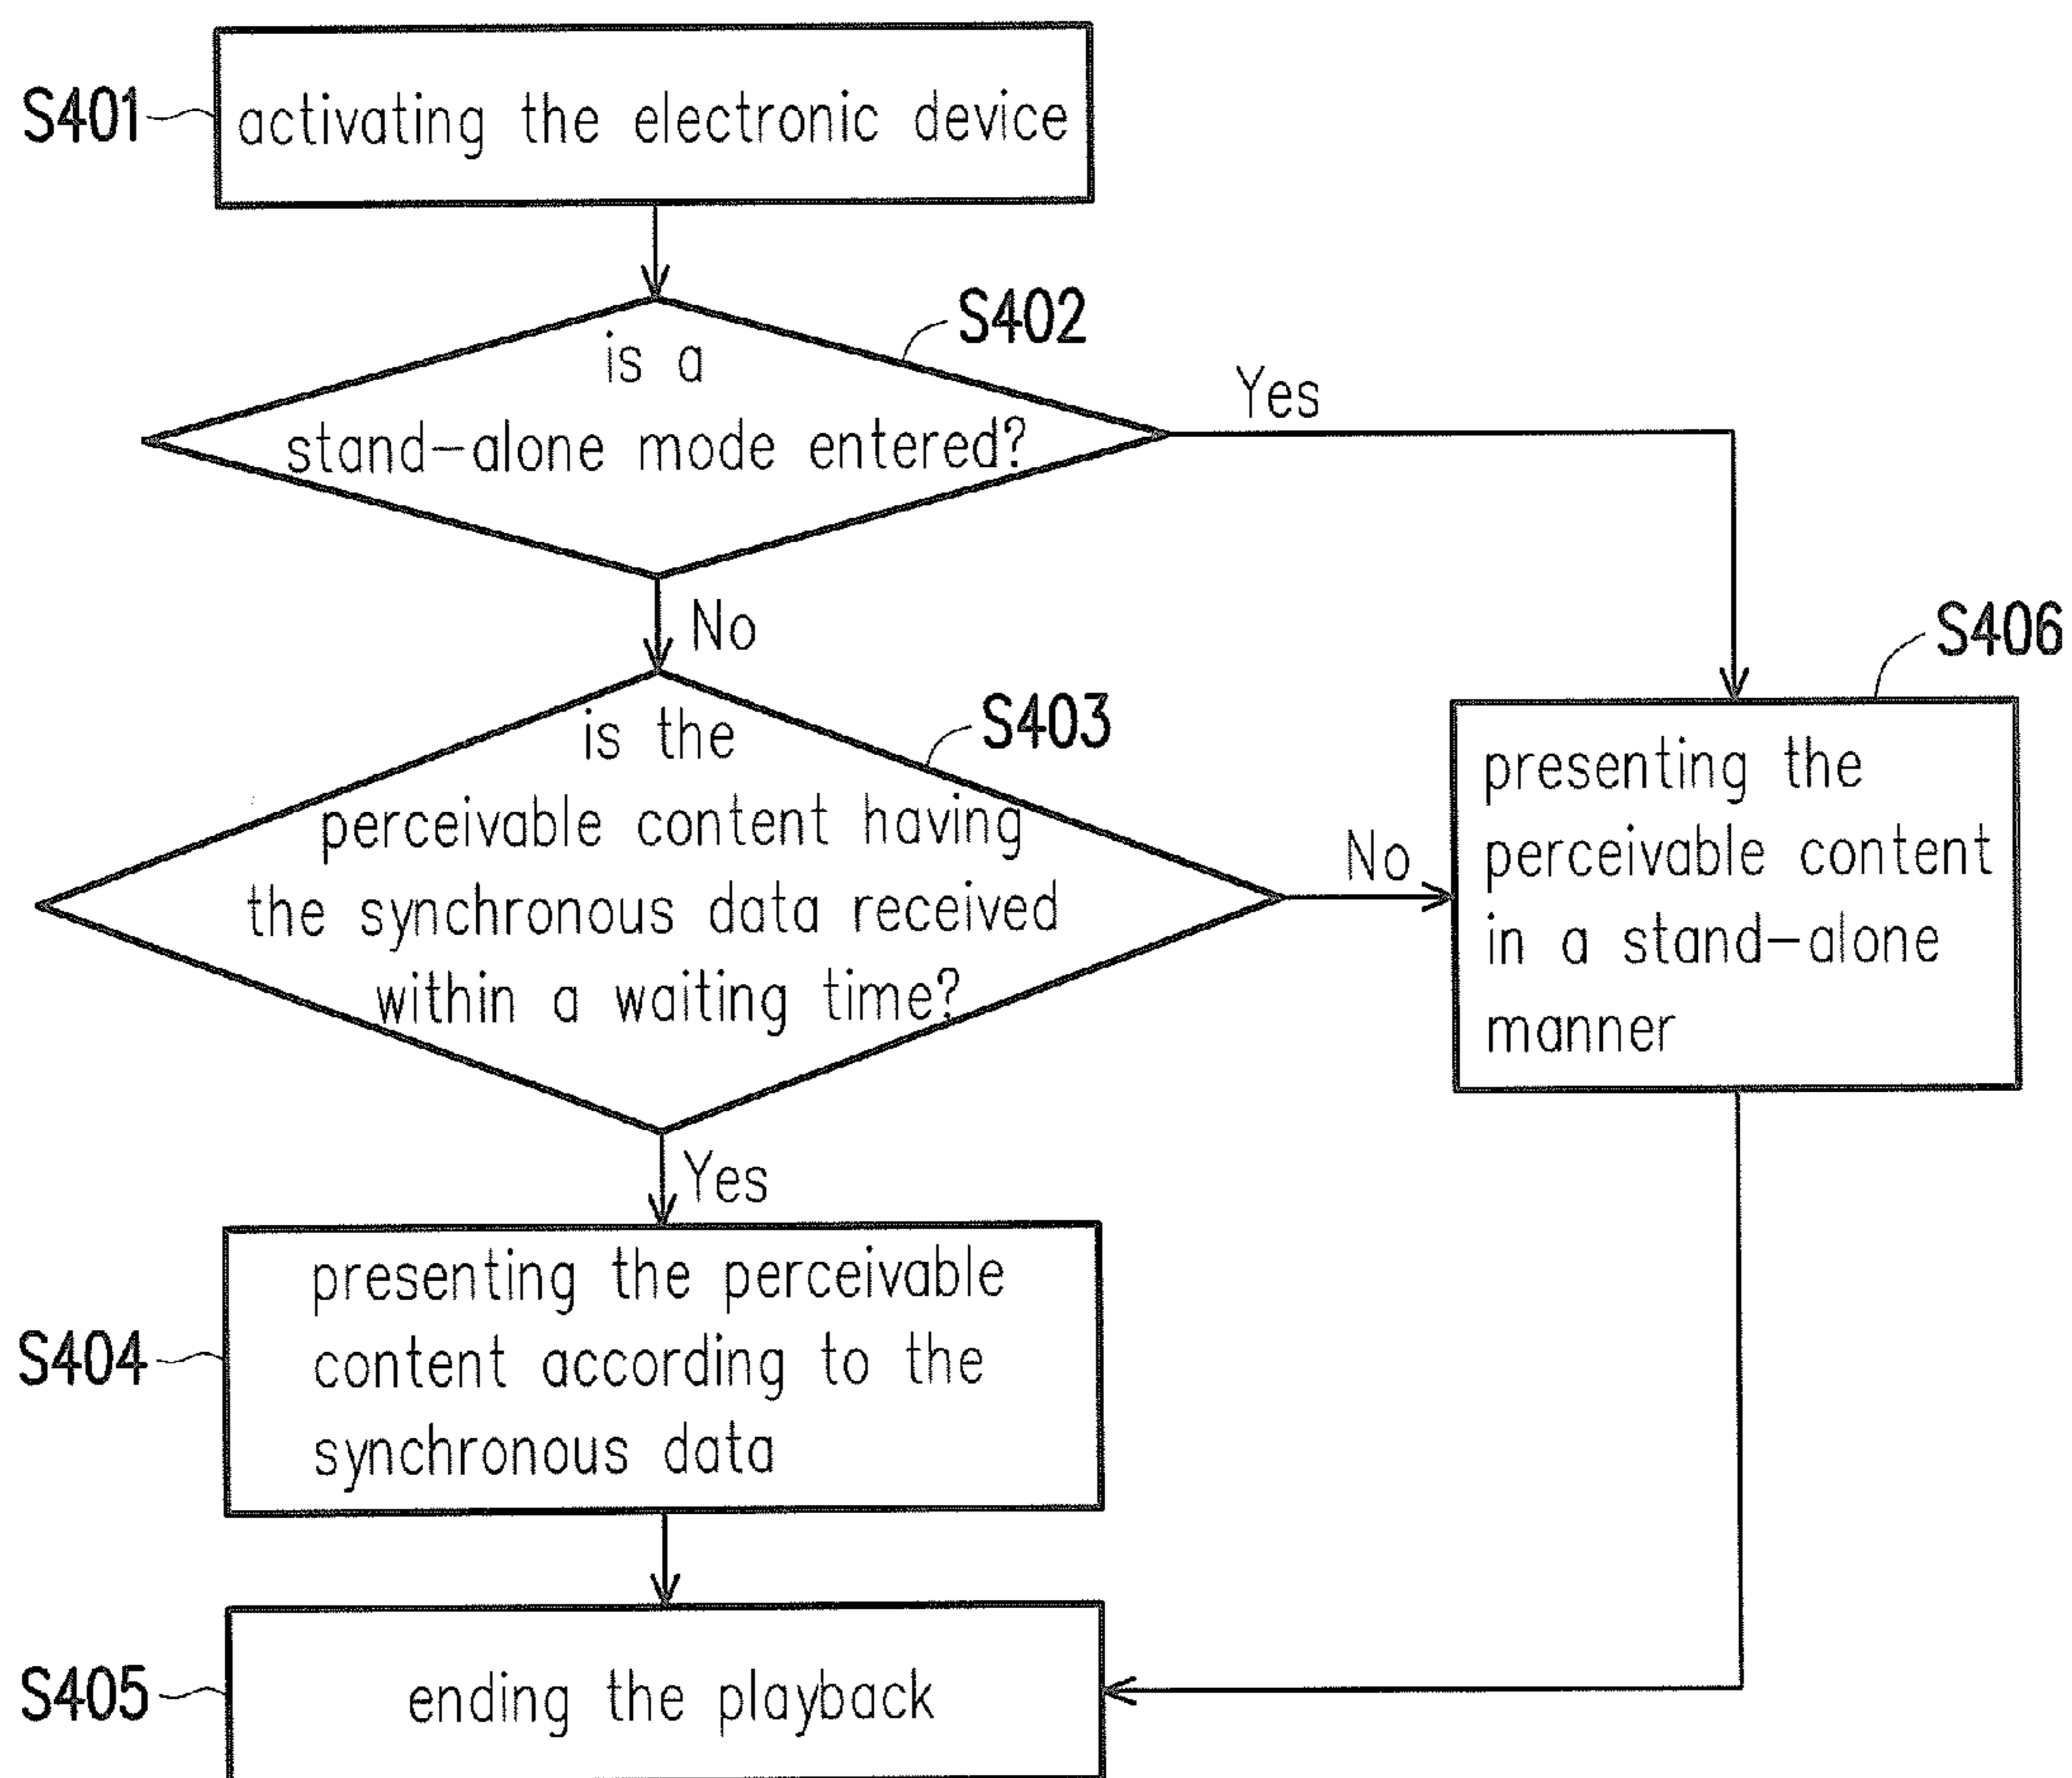 S401
activating the electronic device
S402
is a
stand-alone mode entered?
Yes
No
S403
is the
perceivable content having
the synchronous data received
within a waiting time?
No
S406
presenting the
perceivable content
in a stand-alone
manner
Yes
S404
presenting the perceivable
content according to the
synchronous data
S405
ending the playback